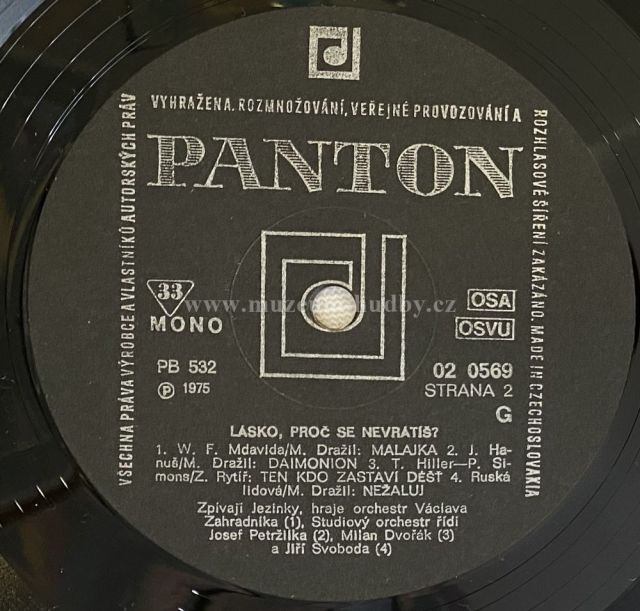 VŠECHNA PRÁVA VÝROBCE A VLASTNÍKŮ AUTORSKÝCH PRÁV
VYHRAŽENA. ROZMNOŽOVÁNÍ, VEŘEJNÉ PROVOZOVÁNÍ A
ROZHLASOVÉ ŠÍŘENÍ ZAKÁZÁNO. MADE IN CZECHOSLOVAKIA
PANTON
www.muzeumhudby.cz
33
MONO
OSA
OSVU
PB 532
℗ 1975
02 0569
STRANA 2
G
LASKO, PROČ SE NEVRATÍŠ?
1. W. F. Mdavida/M. Dražil: MALAJKA 2. J. Ha-
nuš/M. Dražil: DAIMONION 3. T. Hiller—P. Si-
mons/Z. Rytíř: TEN KDO ZASTAVÍ DÉŠŤ 4. Ruská
lidová/M. Dražil: NEŽALUJ
Zpívají Jezinky, hraje orchestr Václava
Zahradníka (1), Studiový orchestr řídí
Josef Petržilka (2), Milan Dvořák (3)
a Jiří Svoboda (4)